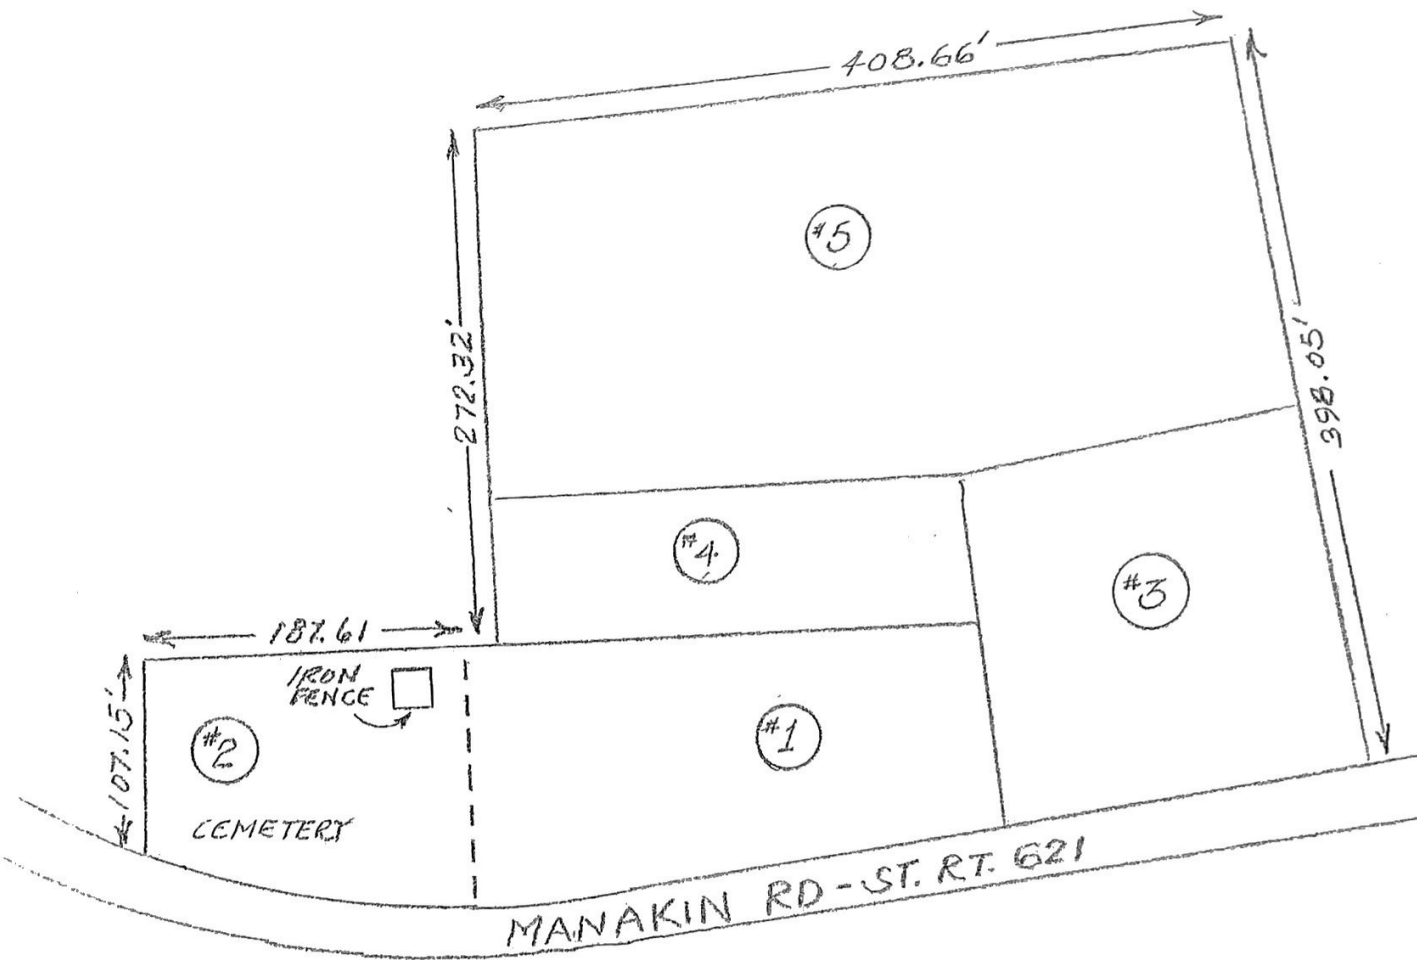 408.66'
#5
272.32'
398.05'
#4
#3
187.61
IRON
FENCE
107.15'
#2
#1
CEMETERY
MANAKIN RD - ST. RT. 621